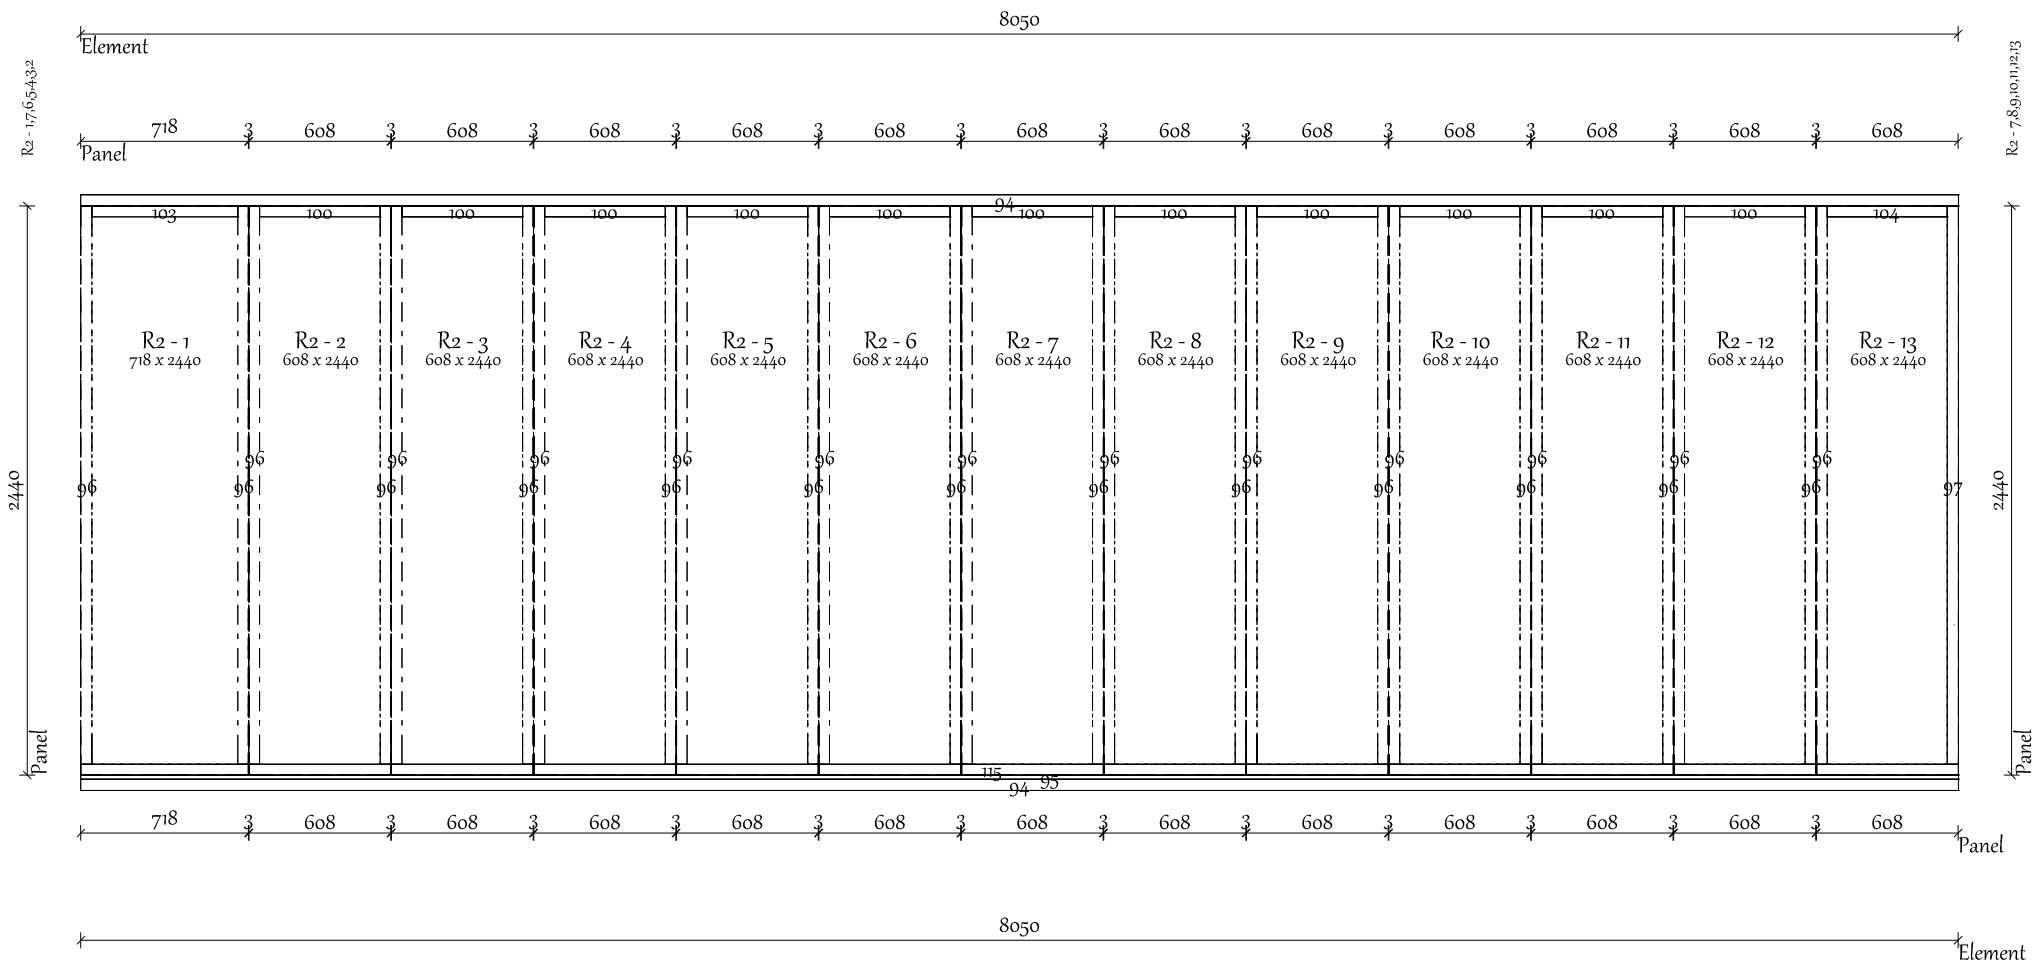 8050
Element
R2 - 1,7,6,5,4,3,2
R2 - 7,8,9,10,11,12,13
718 3 608 3 608 3 608 3 608 3 608 3 608 3 608 3 608 3 608 3 608 3 608 3 608
Panel
94
103 100 100 100 100 100 100 100 100 100 100 100 104
R2 - 1 R2 - 2 R2 - 3 R2 - 4 R2 - 5 R2 - 6 R2 - 7 R2 - 8 R2 - 9 R2 - 10 R2 - 11 R2 - 12 R2 - 13
718 x 2440 608 x 2440 608 x 2440 608 x 2440 608 x 2440 608 x 2440 608 x 2440 608 x 2440 608 x 2440 608 x 2440 608 x 2440 608 x 2440 608 x 2440
96 96 96 96 96 96 96 96 96 96 96 96
2440 96 96 96 96 96 96 96 96 96 96 96 96 96 97 2440
Panel Panel
115
94 95
718 3 608 3 608 3 608 3 608 3 608 3 608 3 608 3 608 3 608 3 608 3 608 3 608
Panel
8050
Element